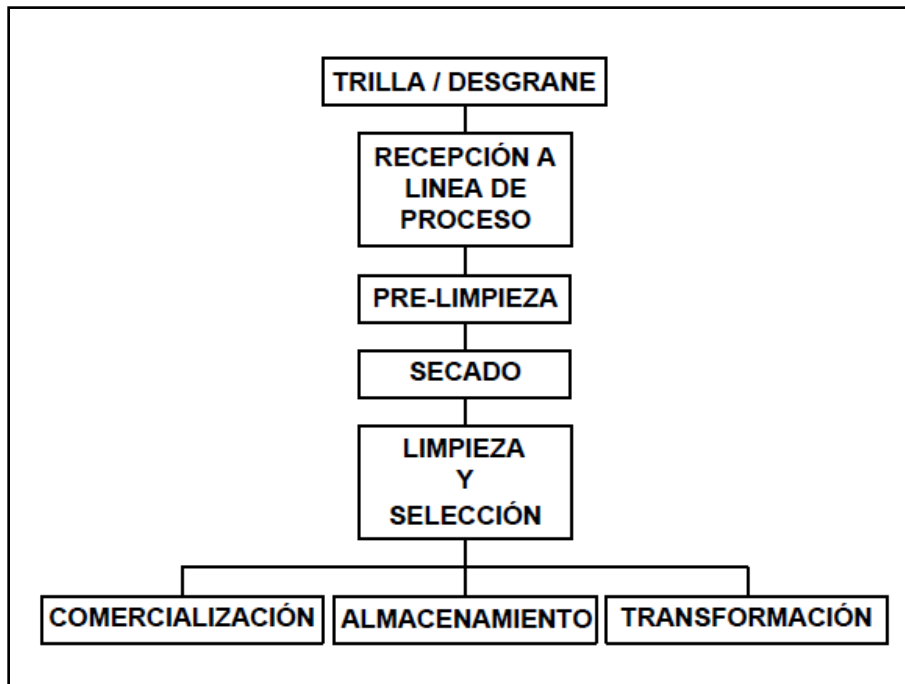 TRILLA / DESGRANE
RECEPCIÓN A
LINEA DE
PROCESO
PRE-LIMPIEZA
SECADO
LIMPIEZA
Y
SELECCIÓN
COMERCIALIZACIÓN
ALMACENAMIENTO
TRANSFORMACIÓN